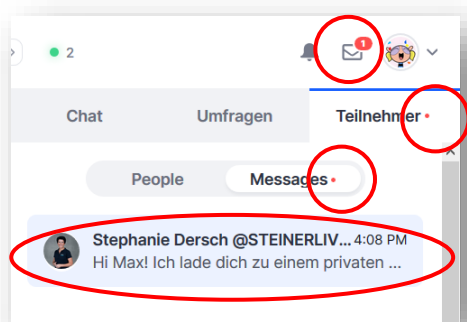 2
1
Chat Umfragen Teilnehmer
People Messages
Stephanie Dersch @STEINERLIV... 4:08 PM
Hi Max! Ich lade dich zu einem privaten ...